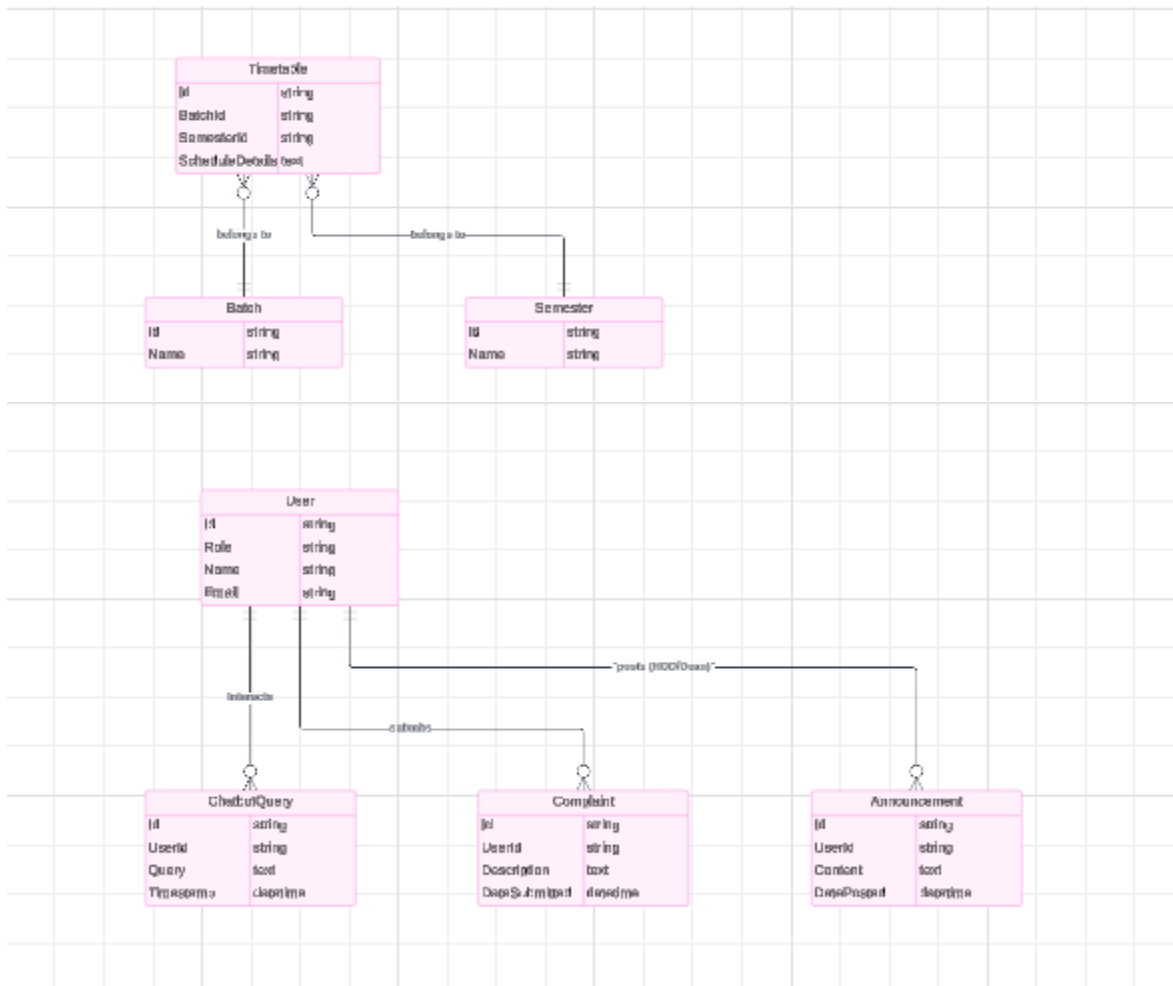 Timetable
Id string
BatchId string
SemesterId string
ScheduleDetails text
belongs to belongs to
Batch
Id string
Name string
Semester
Id string
Name string
User
Id string
Role string
Name string
Email string
"posts (HOD/Dean)"
interacts
submits
ChatbotQuery
Id string
UserId string
Query text
Timestamp datetime
Complaint
Id string
UserId string
Description text
DateSubmitted datetime
Announcement
Id string
UserId string
Content text
DatePosted datetime